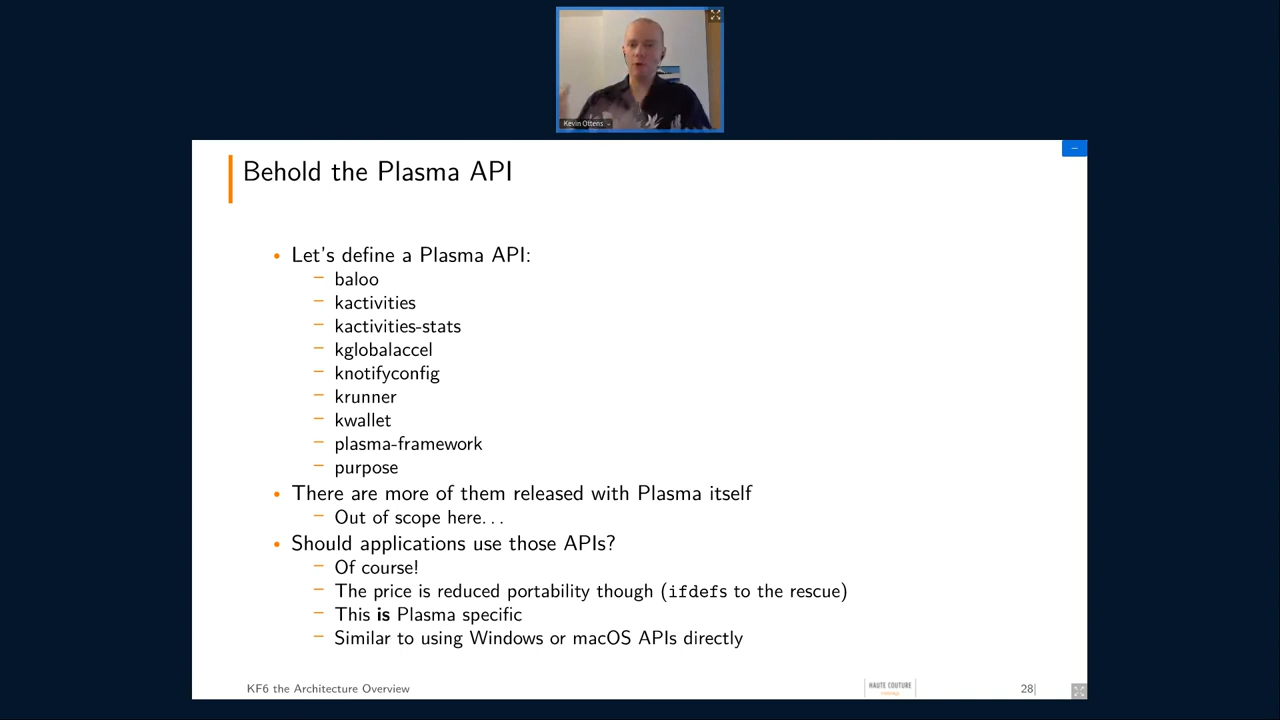 Kevin Ottens
Behold the Plasma API
• Let's define a Plasma API:
– baloo
– kactivities
– kactivities-stats
– kglobalaccel
– knotifyconfig
– krunner
– kwallet
– plasma-framework
– purpose
• There are more of them released with Plasma itself
– Out of scope here...
• Should applications use those APIs?
– Of course!
– The price is reduced portability though (ifdefs to the rescue)
– This is Plasma specific
– Similar to using Windows or macOS APIs directly
KF6 the Architecture Overview
HAUTE COUTURE
28|